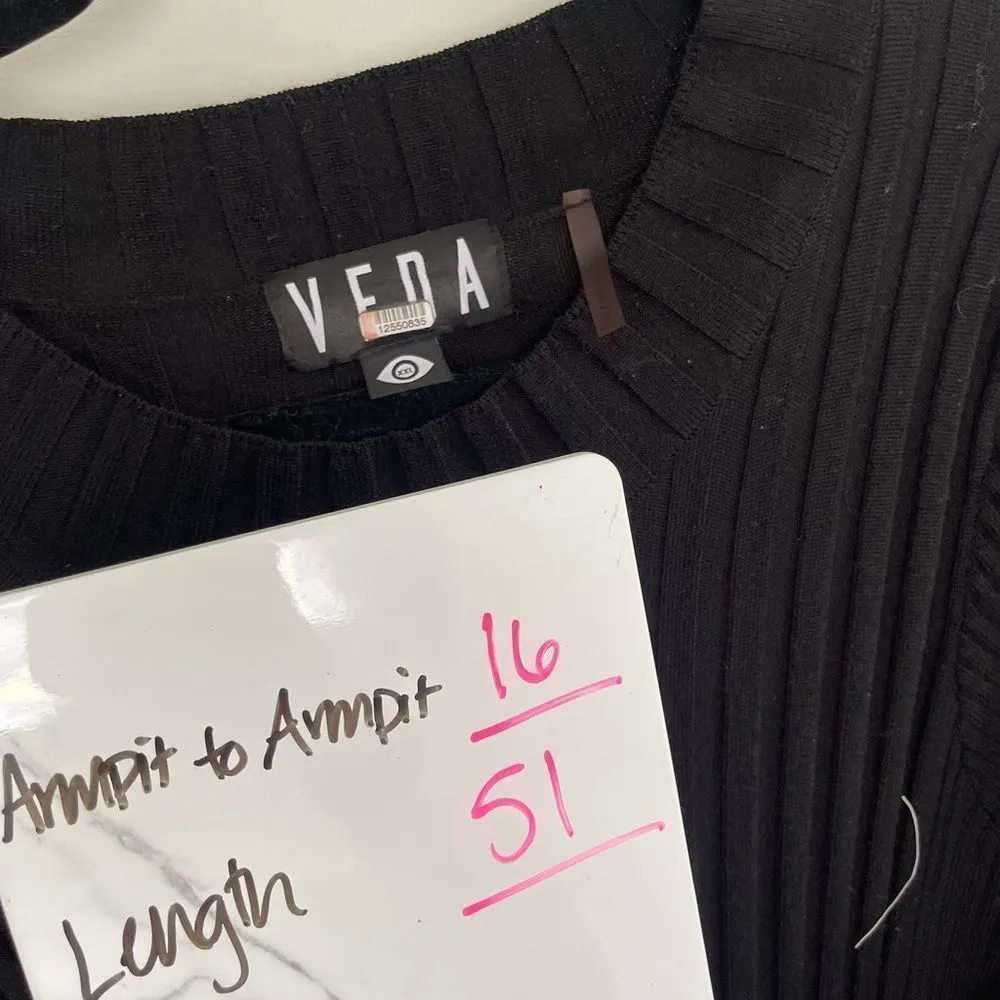 VEDA
12550835
XXL
Armpit to Armpit 16
Length 51